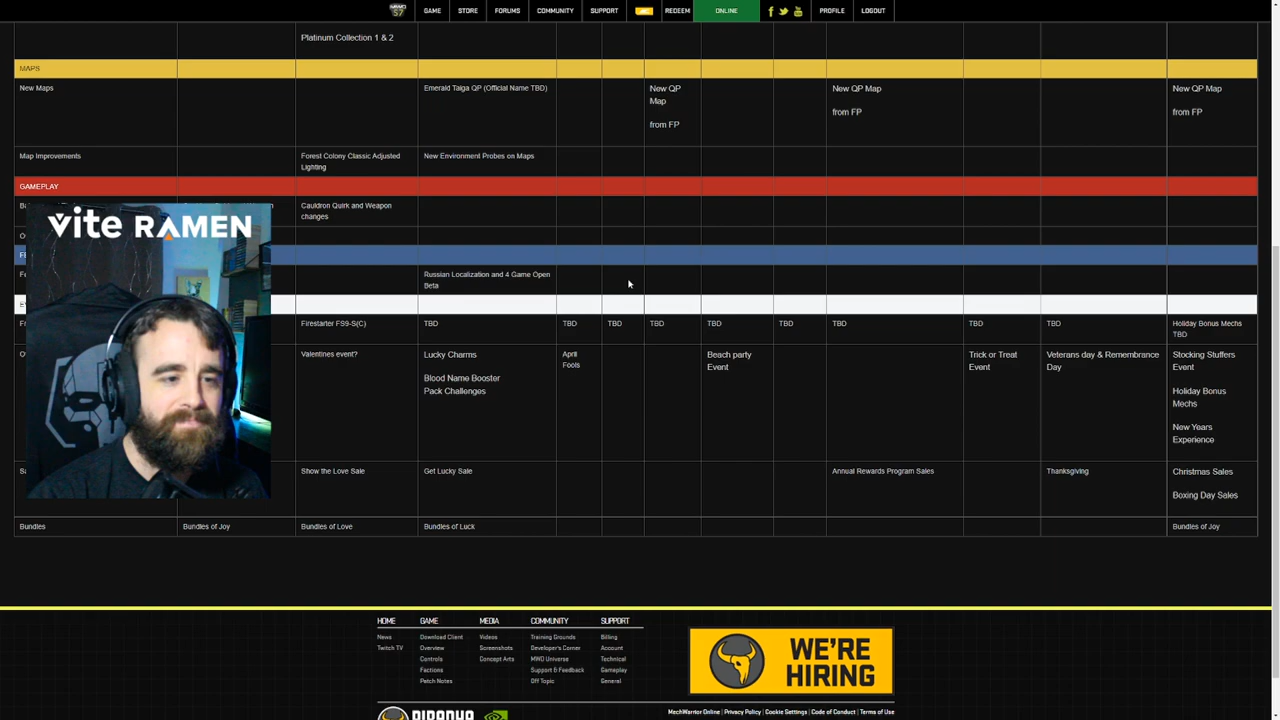 MWO
GAME STORE FORUMS COMMUNITY SUPPORT MC REDEEM ONLINE PROFILE LOGOUT
Platinum Collection 1 & 2
MAPS
New Maps
Emerald Taiga QP (Official Name TBD)
New QP
Map
from FP
New QP Map
from FP
New QP Map
from FP
Map Improvements
Forest Colony Classic Adjusted
Lighting
New Environment Probes on Maps
GAMEPLAY
Cauldron Quirk and Weapon
changes
Russian Localization and 4 Game Open
Beta
Firestarter FS9-S(C)
TBD
TBD
TBD
TBD
TBD
TBD
TBD
TBD
TBD
Holiday Bonus Mechs
TBD
Valentines event?
Lucky Charms
Blood Name Booster
Pack Challenges
April
Fools
Beach party
Event
Trick or Treat
Event
Veterans day & Remembrance
Day
Stocking Stuffers
Event
Holiday Bonus
Mechs
New Years
Experience
Show the Love Sale
Get Lucky Sale
Annual Rewards Program Sales
Thanksgiving
Christmas Sales
Boxing Day Sales
Bundles
Bundles of Joy
Bundles of Love
Bundles of Luck
Bundles of Joy
vite RAMEN
HOME
News
Twitch TV
GAME
Download Client
Overview
Controls
Factions
Patch Notes
MEDIA
Videos
Screenshots
Concept Arts
COMMUNITY
Training Grounds
Developer's Corner
MWO Universe
Support & Feedback
Off Topic
SUPPORT
Billing
Account
Technical
Gameplay
General
WE'RE
HIRING
PIRANHA
MechWarrior Online | Privacy Policy | Cookie Settings | Code of Conduct | Terms of Use